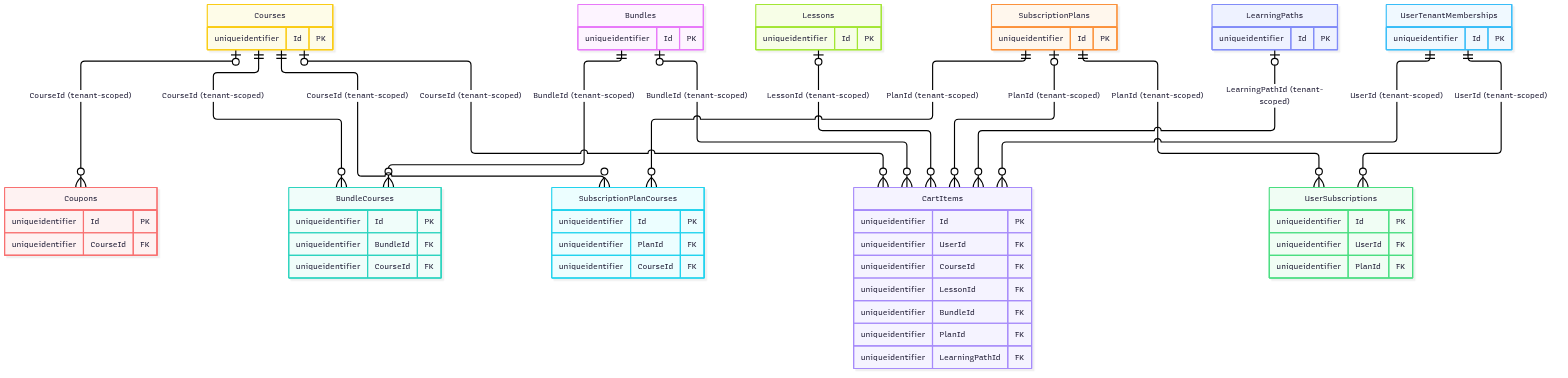 Courses
uniqueidentifier Id PK
Bundles
uniqueidentifier Id PK
Lessons
uniqueidentifier Id PK
SubscriptionPlans
uniqueidentifier Id PK
LearningPaths
uniqueidentifier Id PK
UserTenantMemberships
uniqueidentifier Id PK
CourseId (tenant-scoped)
CourseId (tenant-scoped)
CourseId (tenant-scoped)
CourseId (tenant-scoped)
BundleId (tenant-scoped)
BundleId (tenant-scoped)
LessonId (tenant-scoped)
PlanId (tenant-scoped)
PlanId (tenant-scoped)
PlanId (tenant-scoped)
LearningPathId (tenant-
scoped)
UserId (tenant-scoped)
UserId (tenant-scoped)
Coupons
uniqueidentifier Id PK
uniqueidentifier CourseId FK
BundleCourses
uniqueidentifier Id PK
uniqueidentifier BundleId FK
uniqueidentifier CourseId FK
SubscriptionPlanCourses
uniqueidentifier Id PK
uniqueidentifier PlanId FK
uniqueidentifier CourseId FK
CartItems
uniqueidentifier Id PK
uniqueidentifier UserId FK
uniqueidentifier CourseId FK
uniqueidentifier LessonId FK
uniqueidentifier BundleId FK
uniqueidentifier PlanId FK
uniqueidentifier LearningPathId FK
UserSubscriptions
uniqueidentifier Id PK
uniqueidentifier UserId FK
uniqueidentifier PlanId FK